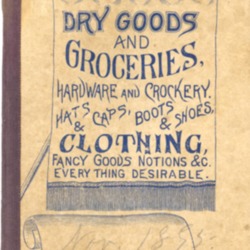 DRY GOODS
AND
GROCERIES,
HARDWARE AND CROCKERY.
HATS CAPS, BOOTS & SHOES,
&
CLOTHING,
FANCY GOODS NOTIONS &C.
EVERY THING DESIRABLE.